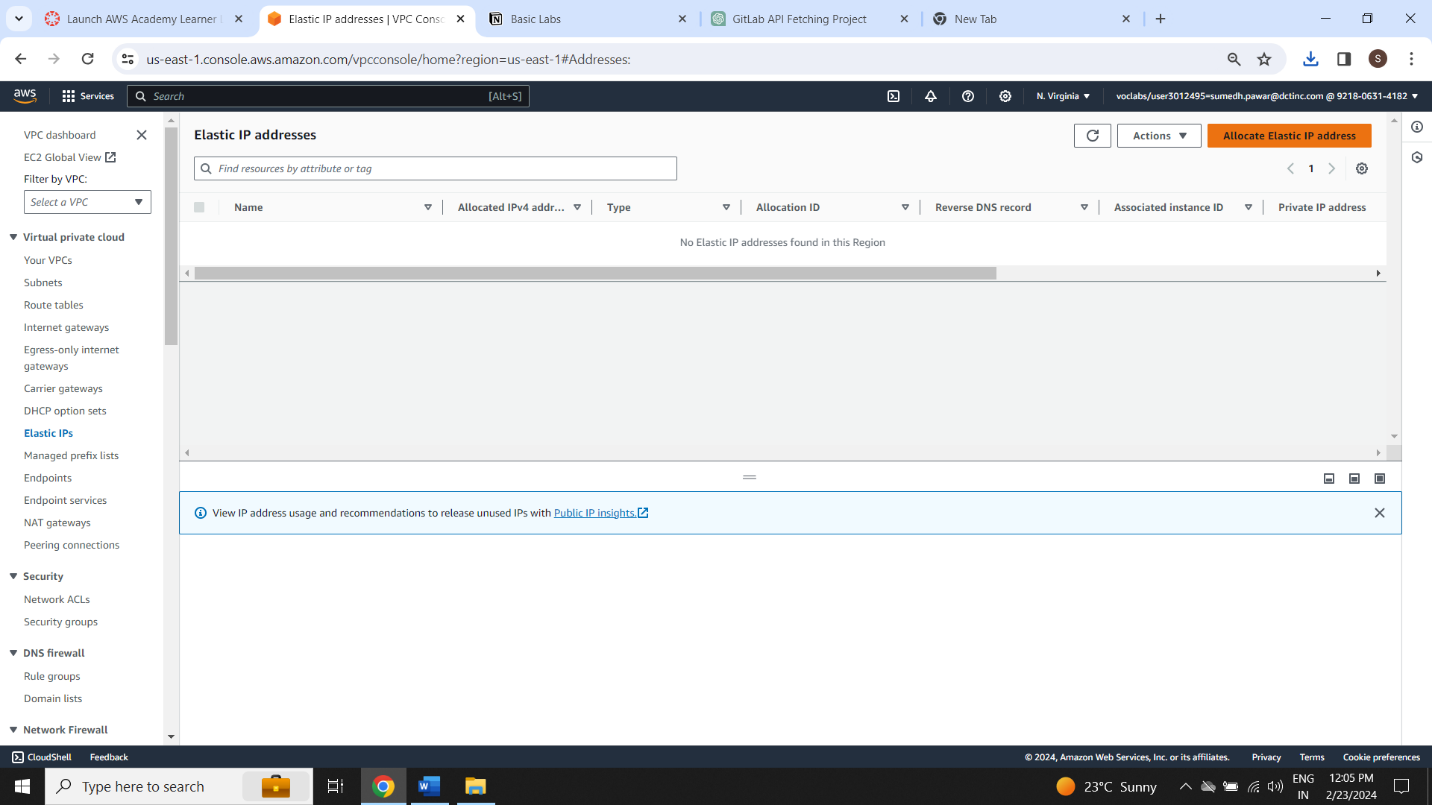 Launch AWS Academy Learner
Elastic IP addresses | VPC Conso
Basic Labs
GitLab API Fetching Project
New Tab
us-east-1.console.aws.amazon.com/vpcconsole/home?region=us-east-1#Addresses:
S
aws
Services
Search
[Alt+S]
N. Virginia
voclabs/user3012495=sumedh.pawar@dctinc.com @ 9218-0631-4182
VPC dashboard
EC2 Global View
Filter by VPC:
Select a VPC
Virtual private cloud
Your VPCs
Subnets
Route tables
Internet gateways
Egress-only internet
gateways
Carrier gateways
DHCP option sets
Elastic IPs
Managed prefix lists
Endpoints
Endpoint services
NAT gateways
Peering connections
Security
Network ACLs
Security groups
DNS firewall
Rule groups
Domain lists
Network Firewall
Elastic IP addresses
Actions
Allocate Elastic IP address
Find resources by attribute or tag
1
Name
Allocated IPv4 addr...
Type
Allocation ID
Reverse DNS record
Associated instance ID
Private IP address
No Elastic IP addresses found in this Region
View IP address usage and recommendations to release unused IPs with Public IP insights.
CloudShell
Feedback
© 2024, Amazon Web Services, Inc. or its affiliates.
Privacy
Terms
Cookie preferences
Type here to search
23°C Sunny
ENG
IN
12:05 PM
2/23/2024